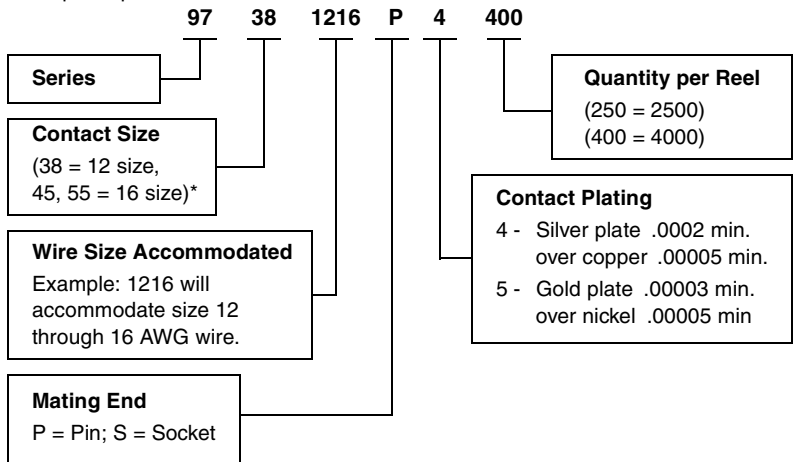 97 38 1216 P 4 400
Series
Contact Size
(38 = 12 size,
45, 55 = 16 size)*
Wire Size Accommodated
Example: 1216 will
accommodate size 12
through 16 AWG wire.
Mating End
P = Pin; S = Socket
Quantity per Reel
(250 = 2500)
(400 = 4000)
Contact Plating
4 - Silver plate .0002 min.
over copper .00005 min.
5 - Gold plate .00003 min.
over nickel .00005 min